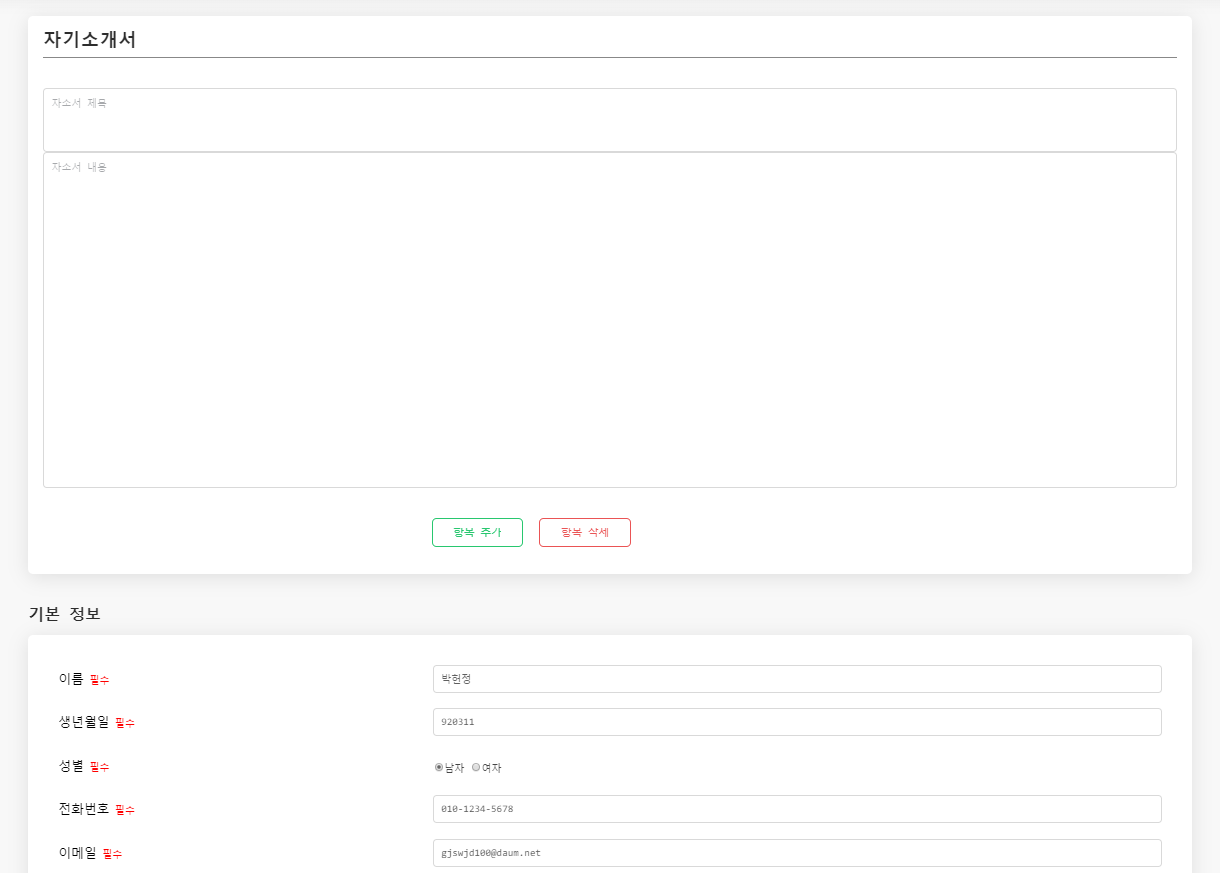 자기소개서
자소서 제목
자소서 내용
항목 추가 항목 삭제
기본 정보
이름 필수 박헌정
생년월일 필수 920311
성별 필수 남자 여자
전화번호 필수 010-1234-5678
이메일 필수 gjswjd100@daum.net